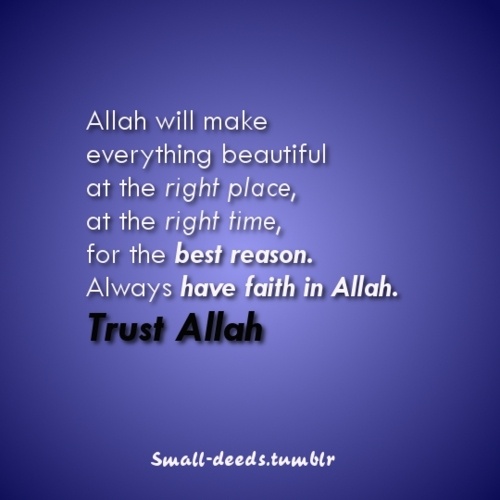 Allah will make
everything beautiful
at the right place,
at the right time,
for the best reason.
Always have faith in Allah.
Trust Allah
Small-deeds.tumblr